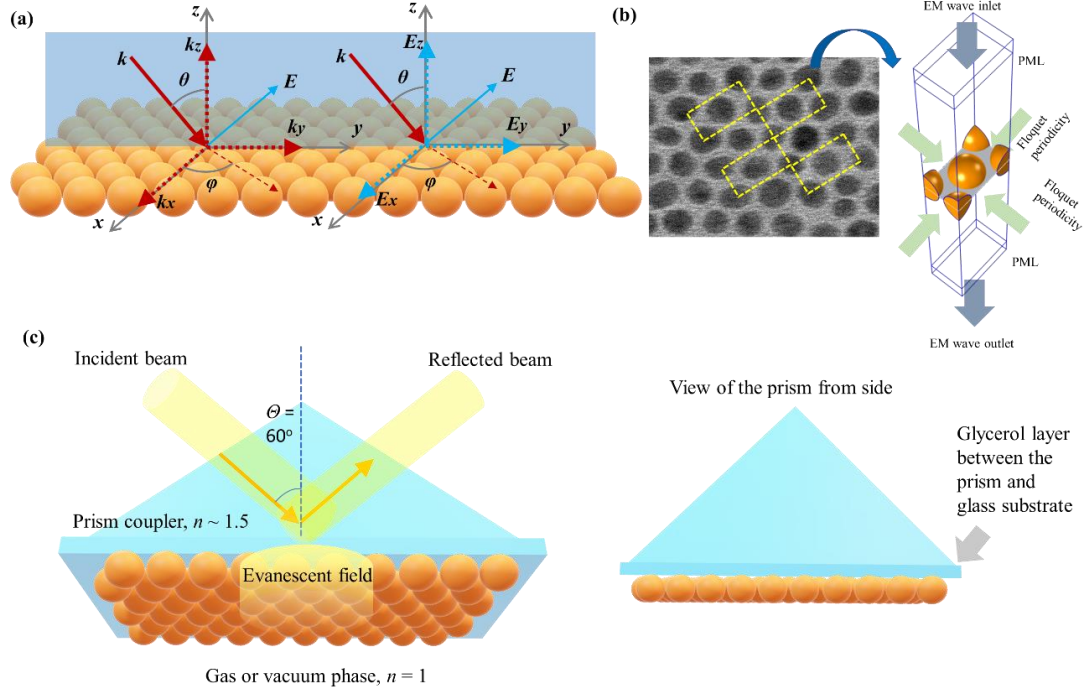 (a)
z
kz
k
θ
E
ky
y
φ
kx
x
z
Ez
k
θ
E
Ey
y
φ
Ex
x
(b)
EM wave inlet
PML
Floquet
periodicity
Floquet
periodicity
PML
EM wave outlet
(c)
Incident beam
Reflected beam
Θ =
60°
Prism coupler, n ~ 1.5
Evanescent field
Gas or vacuum phase, n = 1
View of the prism from side
Glycerol layer
between the
prism and
glass substrate